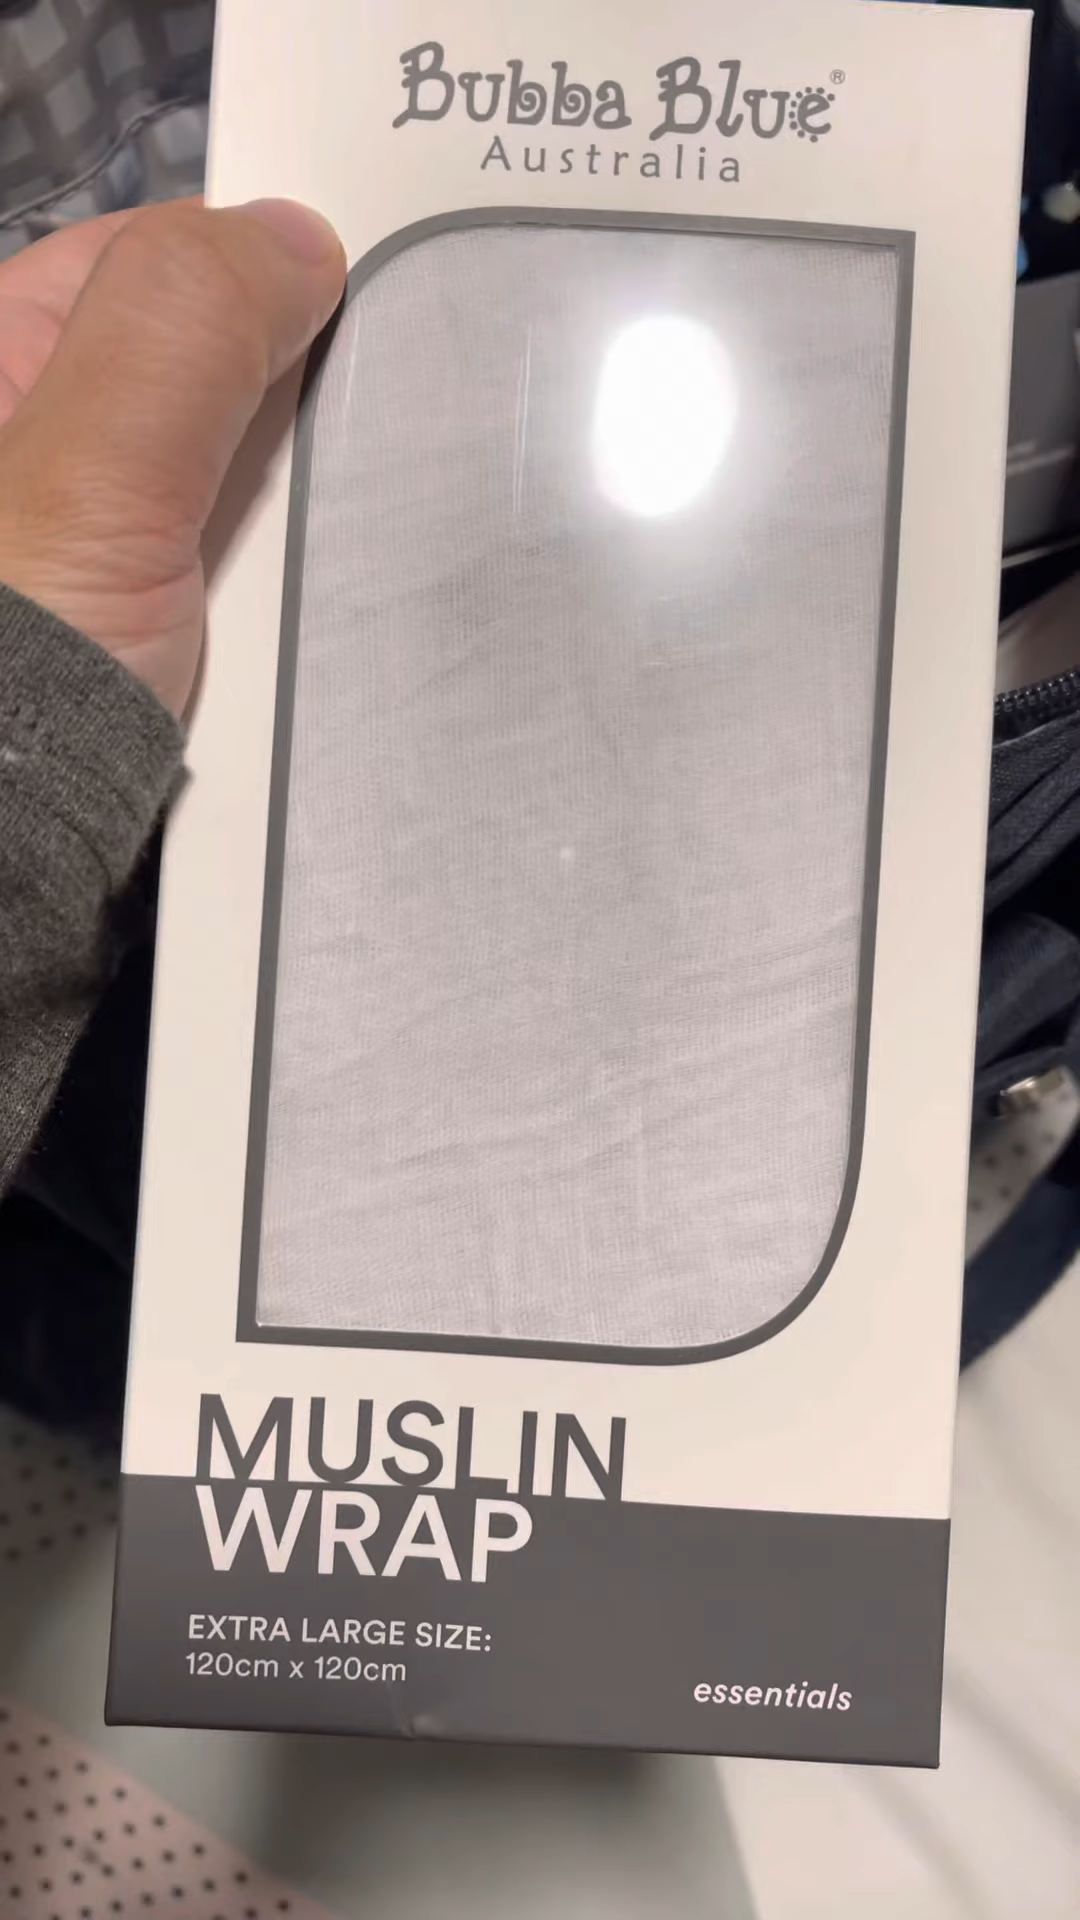 Bubba Blue®
Australia
MUSLIN
WRAP
EXTRA LARGE SIZE:
120cm x 120cm
essentials